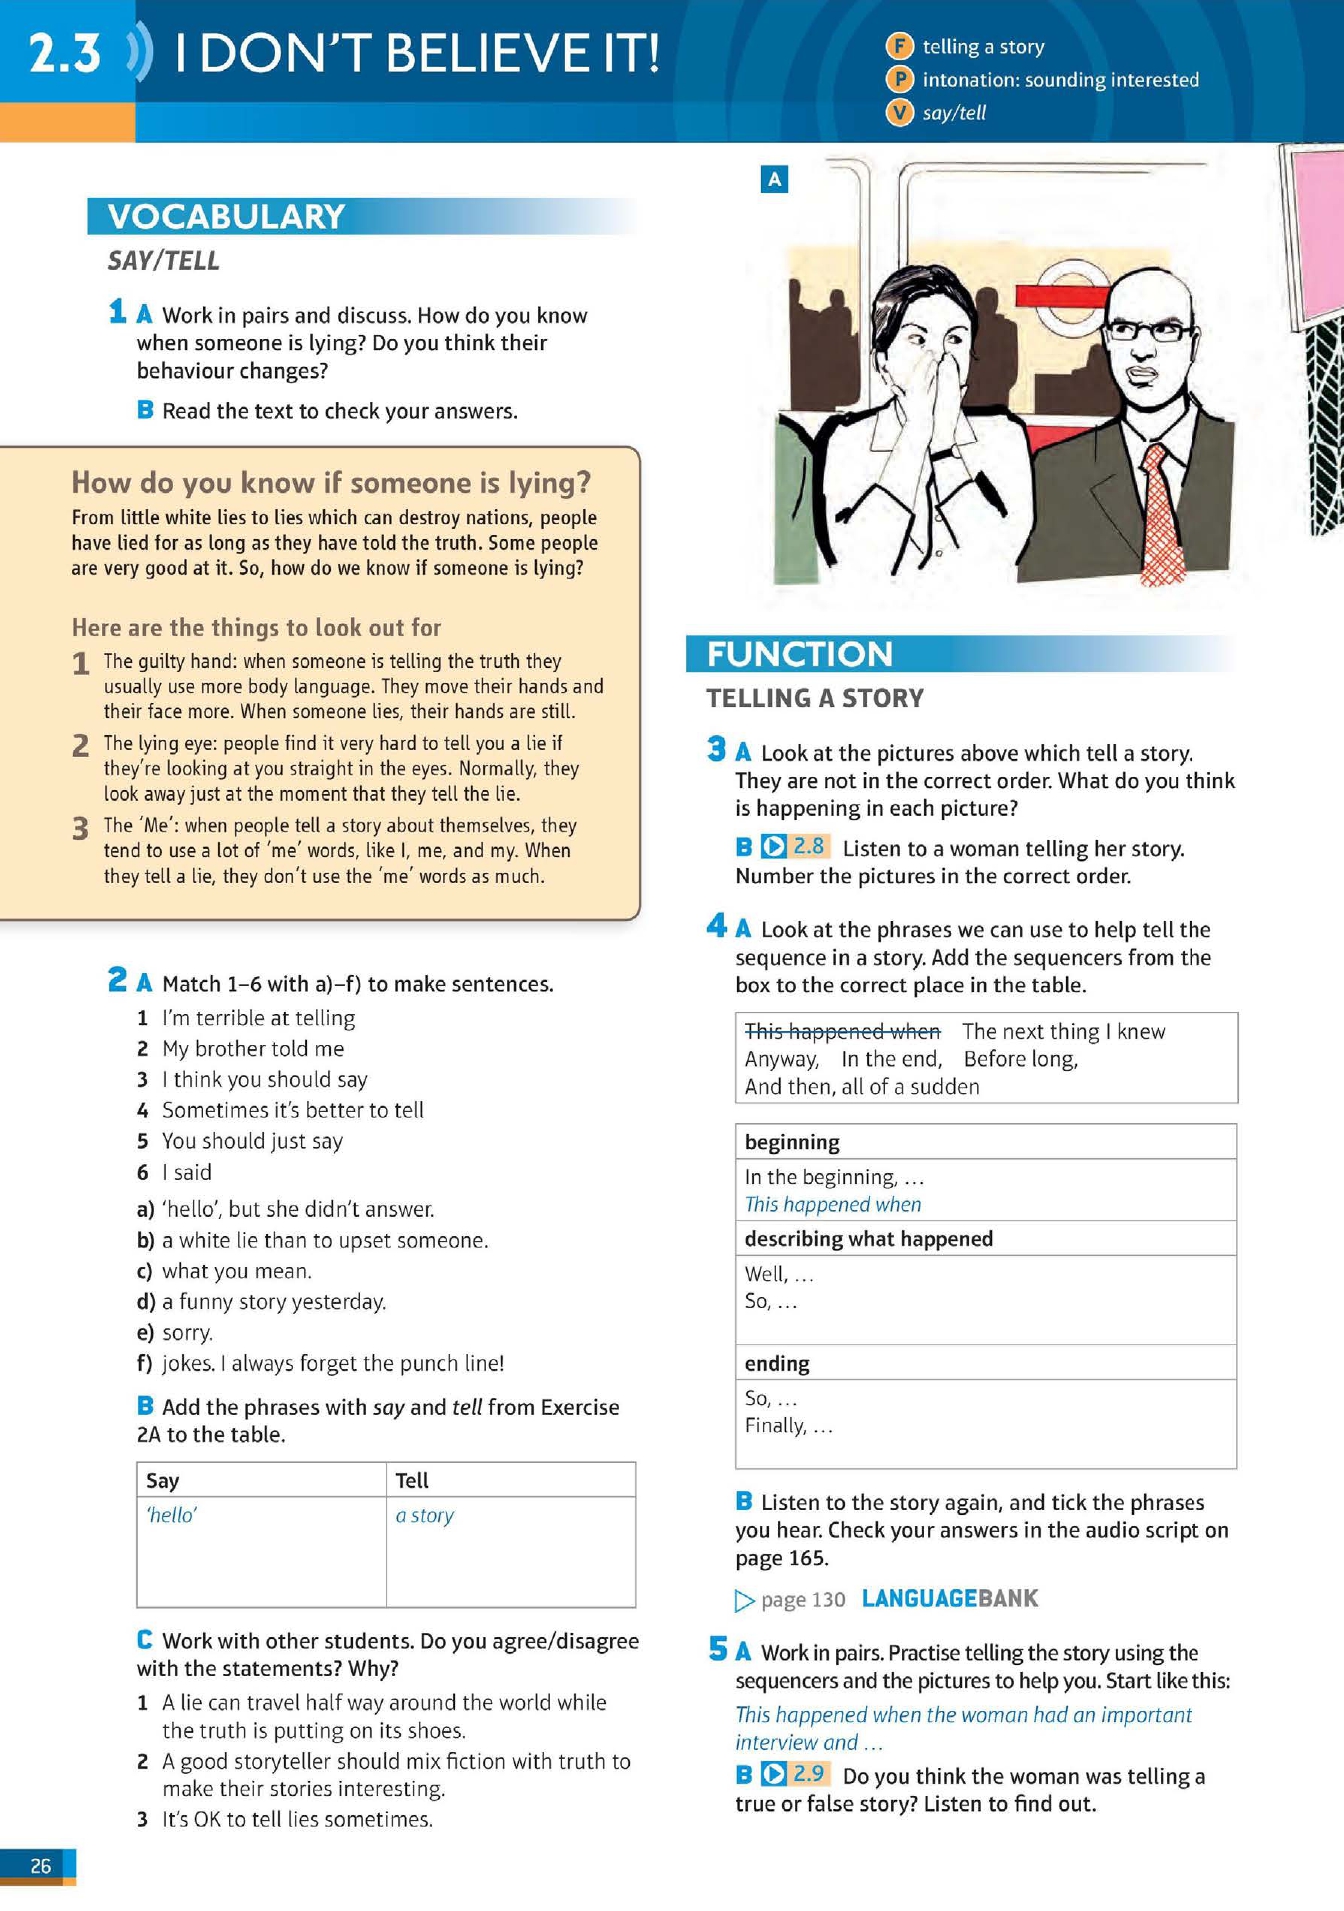 2.3 I DON'T BELIEVE IT!
F telling a story
P intonation: sounding interested
V say/tell
VOCABULARY
SAY/TELL
1 A Work in pairs and discuss. How do you know
when someone is lying? Do you think their
behaviour changes?
B Read the text to check your answers.
How do you know if someone is lying?
From little white lies to lies which can destroy nations, people
have lied for as long as they have told the truth. Some people
are very good at it. So, how do we know if someone is lying?
Here are the things to look out for
1 The guilty hand: when someone is telling the truth they
usually use more body language. They move their hands and
their face more. When someone lies, their hands are still.
2 The lying eye: people find it very hard to tell you a lie if
they're looking at you straight in the eyes. Normally, they
look away just at the moment that they tell the lie.
3 The 'Me': when people tell a story about themselves, they
tend to use a lot of 'me' words, like I, me, and my. When
they tell a lie, they don't use the 'me' words as much.
2 A Match 1–6 with a)–f) to make sentences.
1 I'm terrible at telling
2 My brother told me
3 I think you should say
4 Sometimes it's better to tell
5 You should just say
6 I said
a) 'hello', but she didn't answer.
b) a white lie than to upset someone.
c) what you mean.
d) a funny story yesterday.
e) sorry.
f) jokes. I always forget the punch line!
B Add the phrases with say and tell from Exercise
2A to the table.
Say Tell
'hello' a story
C Work with other students. Do you agree/disagree
with the statements? Why?
1 A lie can travel half way around the world while
the truth is putting on its shoes.
2 A good storyteller should mix fiction with truth to
make their stories interesting.
3 It's OK to tell lies sometimes.
26
A
FUNCTION
TELLING A STORY
3 A Look at the pictures above which tell a story.
They are not in the correct order. What do you think
is happening in each picture?
B 2.8 Listen to a woman telling her story.
Number the pictures in the correct order.
4 A Look at the phrases we can use to help tell the
sequence in a story. Add the sequencers from the
box to the correct place in the table.
This happened when The next thing I knew
Anyway, In the end, Before long,
And then, all of a sudden
beginning
In the beginning, ...
This happened when
describing what happened
Well, ...
So, ...
ending
So, ...
Finally, ...
B Listen to the story again, and tick the phrases
you hear. Check your answers in the audio script on
page 165.
page 130 LANGUAGEBANK
5 A Work in pairs. Practise telling the story using the
sequencers and the pictures to help you. Start like this:
This happened when the woman had an important
interview and ...
B 2.9 Do you think the woman was telling a
true or false story? Listen to find out.